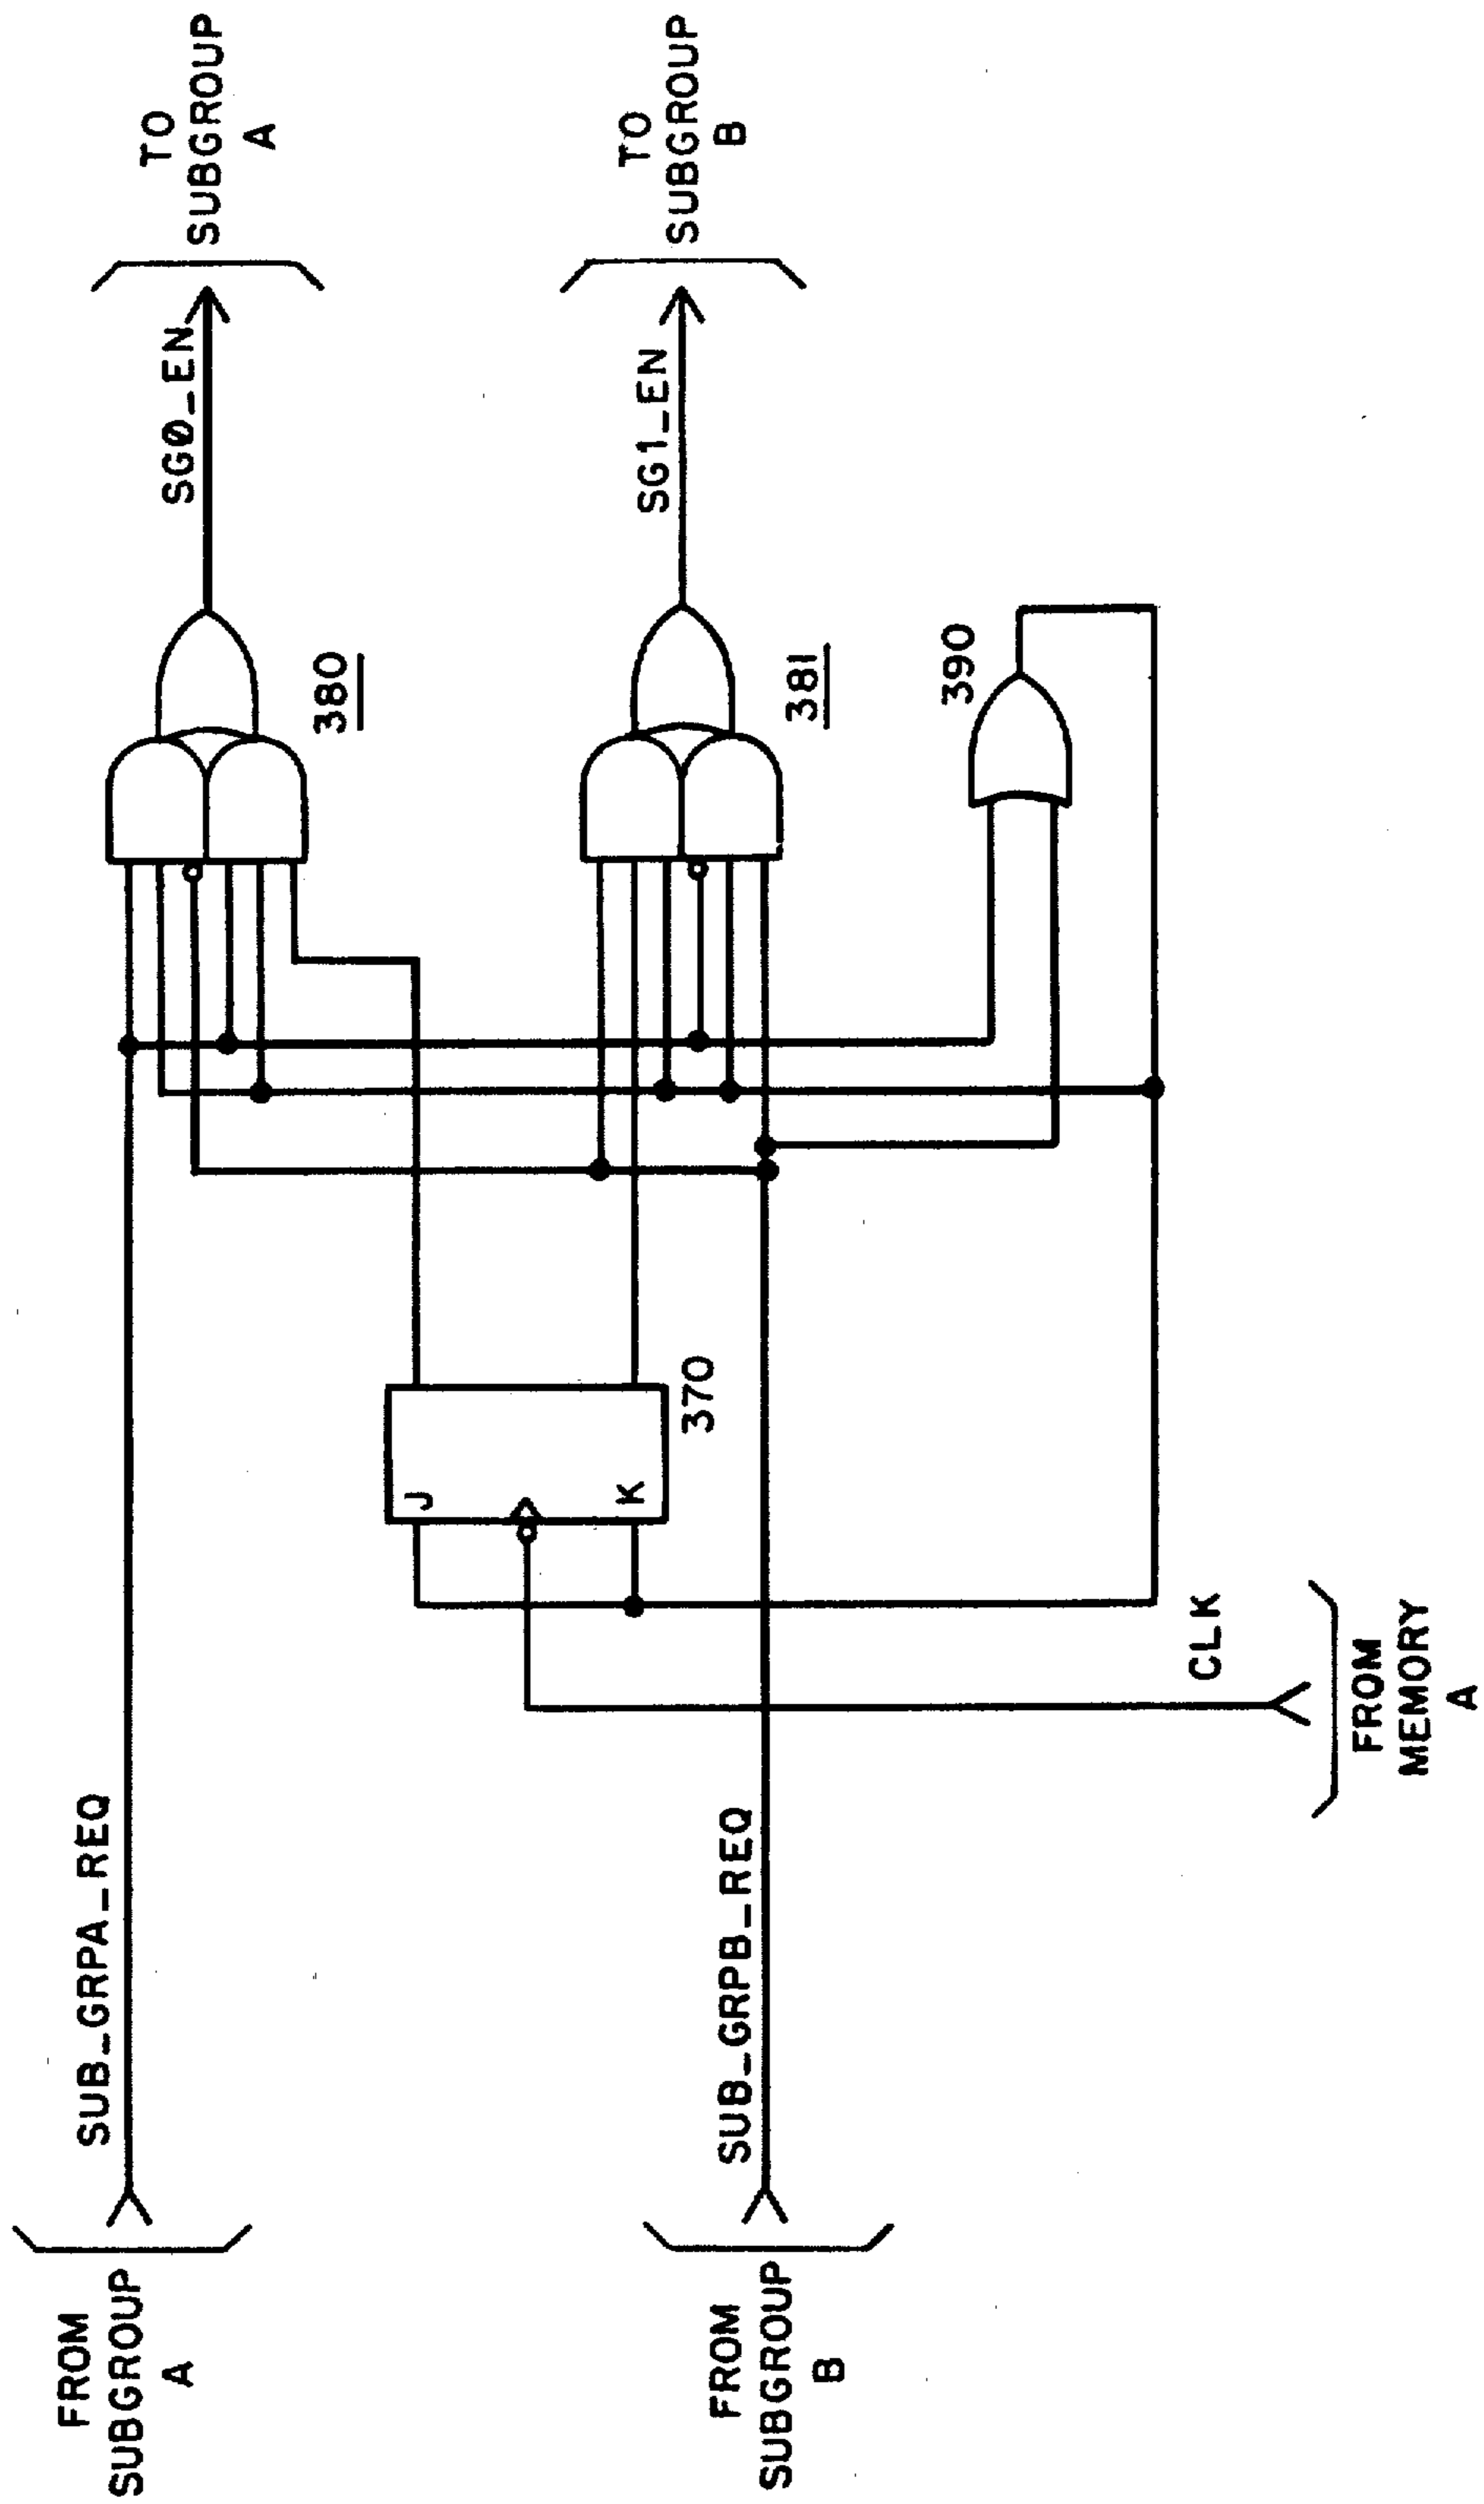 FROM
SUBGROUP
A
SUB_GRPA_REQ
SG0_EN
TO
SUBGROUP
A
380
J
K
370
FROM
SUBGROUP
B
SUB_GRPB_REQ
SG1_EN
TO
SUBGROUP
B
381
390
CLK
FROM
MEMORY
A